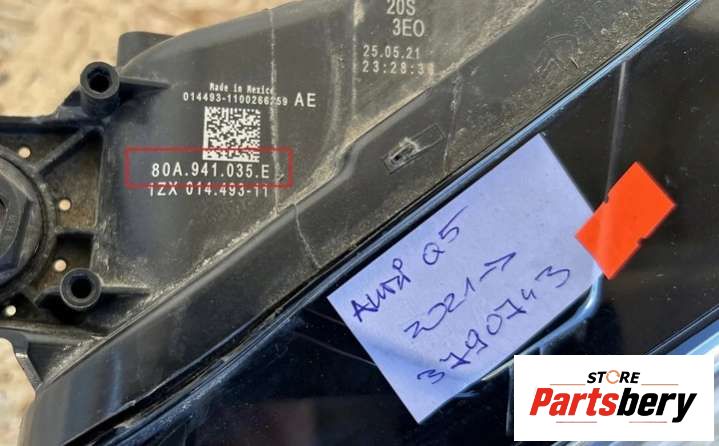 20S
3EO
25.05.21
23:28:3
Made in Mexico
014493-1100266259 AE
80A.941.035.E
1ZX 014.493-11
Audi Q5
2021->
3790743
STORE
Partsbery